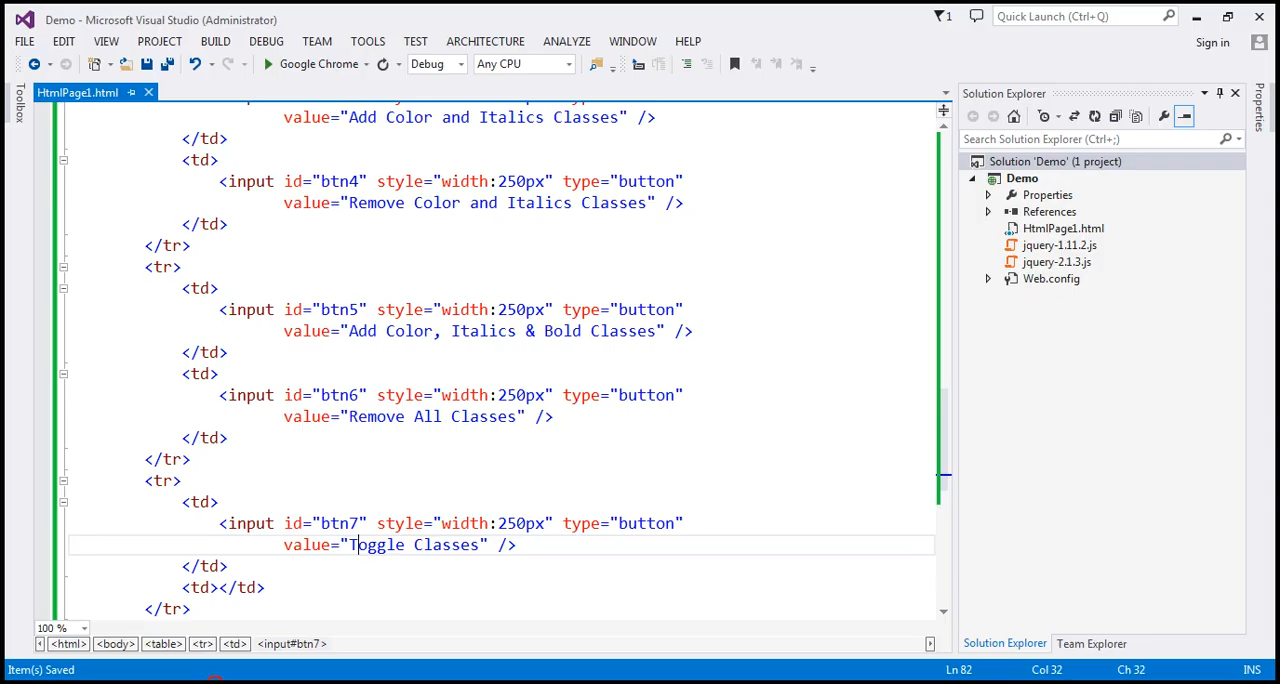 Demo - Microsoft Visual Studio (Administrator)
1
Quick Launch (Ctrl+Q)
FILE EDIT VIEW PROJECT BUILD DEBUG TEAM TOOLS TEST ARCHITECTURE ANALYZE WINDOW HELP
Sign in
Google Chrome
Debug
Any CPU
Toolbox
HtmlPage1.html
value="Add Color and Italics Classes" />
</td>
<td>
<input id="btn4" style="width:250px" type="button"
value="Remove Color and Italics Classes" />
</td>
</tr>
<tr>
<td>
<input id="btn5" style="width:250px" type="button"
value="Add Color, Italics & Bold Classes" />
</td>
<td>
<input id="btn6" style="width:250px" type="button"
value="Remove All Classes" />
</td>
</tr>
<tr>
<td>
<input id="btn7" style="width:250px" type="button"
value="Toggle Classes" />
</td>
<td></td>
</tr>
100 %
<html> <body> <table> <tr> <td> <input#btn7>
Solution Explorer
Search Solution Explorer (Ctrl+;)
Solution 'Demo' (1 project)
Demo
Properties
References
HtmlPage1.html
jquery-1.11.2.js
jquery-2.1.3.js
Web.config
Solution Explorer Team Explorer
Properties
Item(s) Saved
Ln 82 Col 32 Ch 32 INS